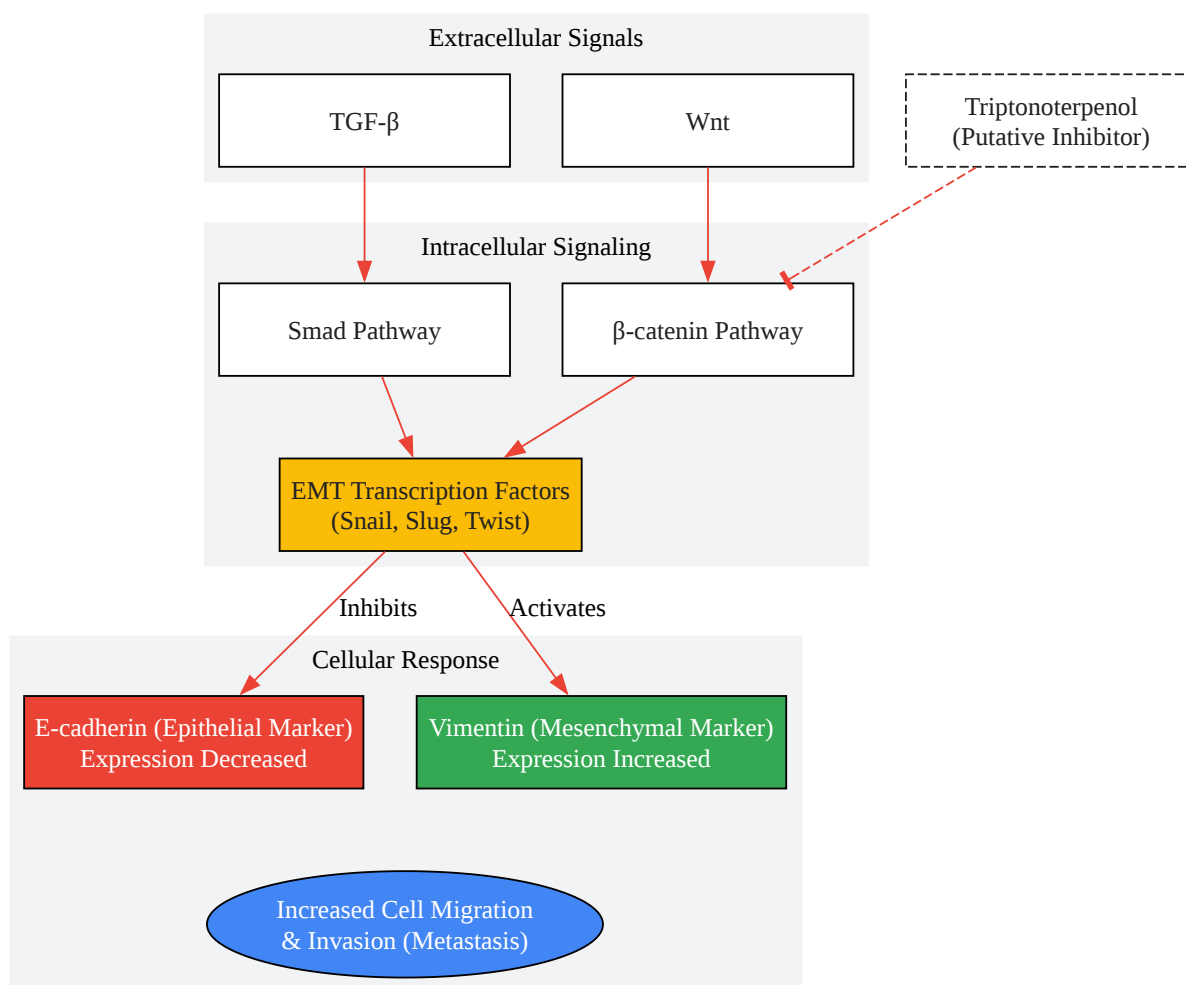 Extracellular Signals
TGF-β
Wnt
Triptonoterpenol
(Putative Inhibitor)
Intracellular Signaling
Smad Pathway
β-catenin Pathway
EMT Transcription Factors
(Snail, Slug, Twist)
Inhibits
Activates
Cellular Response
E-cadherin (Epithelial Marker)
Expression Decreased
Vimentin (Mesenchymal Marker)
Expression Increased
Increased Cell Migration
& Invasion (Metastasis)